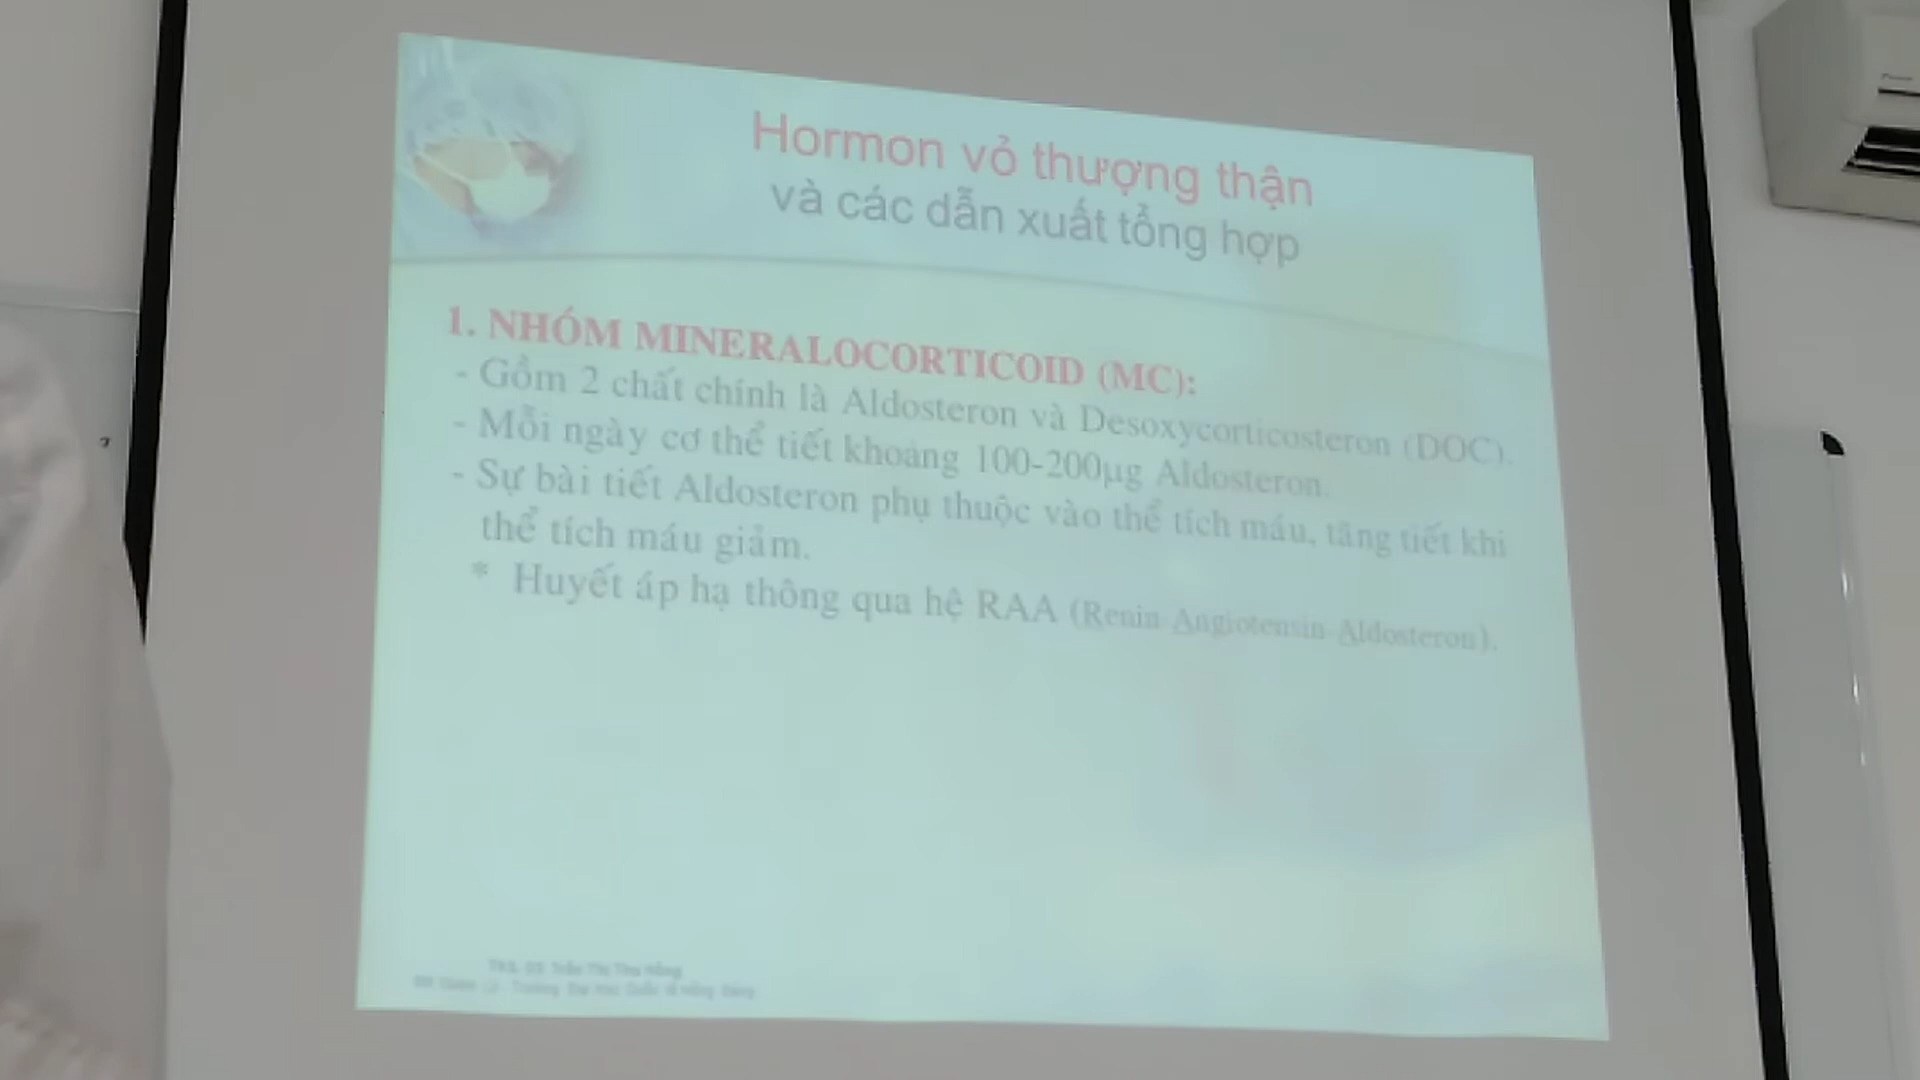 Hormon vỏ thượng thận
và các dẫn xuất tổng hợp
1. NHÓM MINERALOCORTICOID (MC):
- Gồm 2 chất chính là Aldosteron và Desoxycorticosteron (DOC).
- Mỗi ngày cơ thể tiết khoảng 100-200µg Aldosteron.
- Sự bài tiết Aldosteron phụ thuộc vào thể tích máu, tăng tiết khi
thể tích máu giảm.
* Huyết áp hạ thông qua hệ RAA (Renin-Angiotensin-Aldosteron).